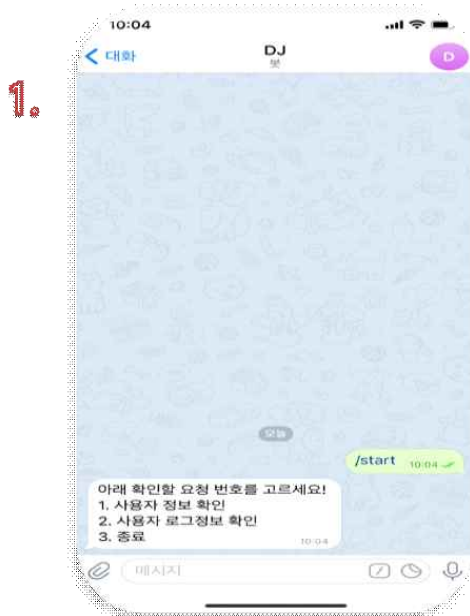 1.
10:04
대화
DJ
봇
D
오늘
/start 10:04
아래 확인할 요청 번호를 고르세요!
1. 사용자 정보 확인
2. 사용자 로그정보 확인
3. 종료
10:04
메시지